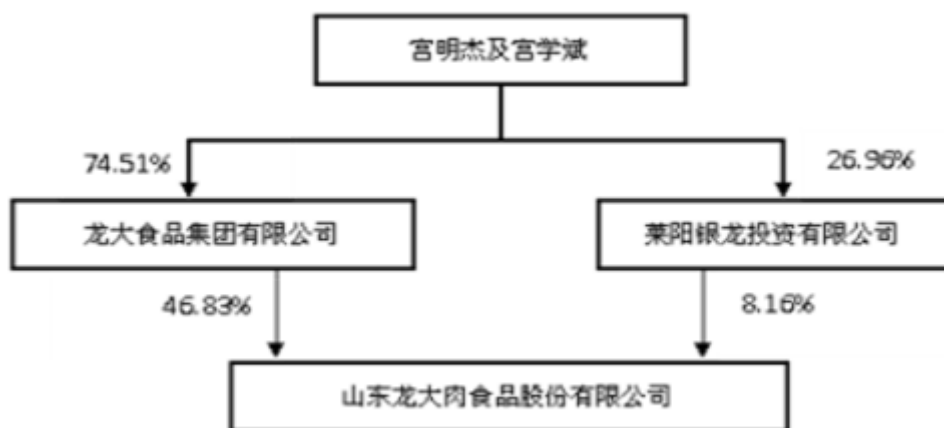 宫明杰及宫学斌
74.51%
26.96%
龙大食品集团有限公司
莱阳银龙投资有限公司
46.83%
8.16%
山东龙大肉食品股份有限公司